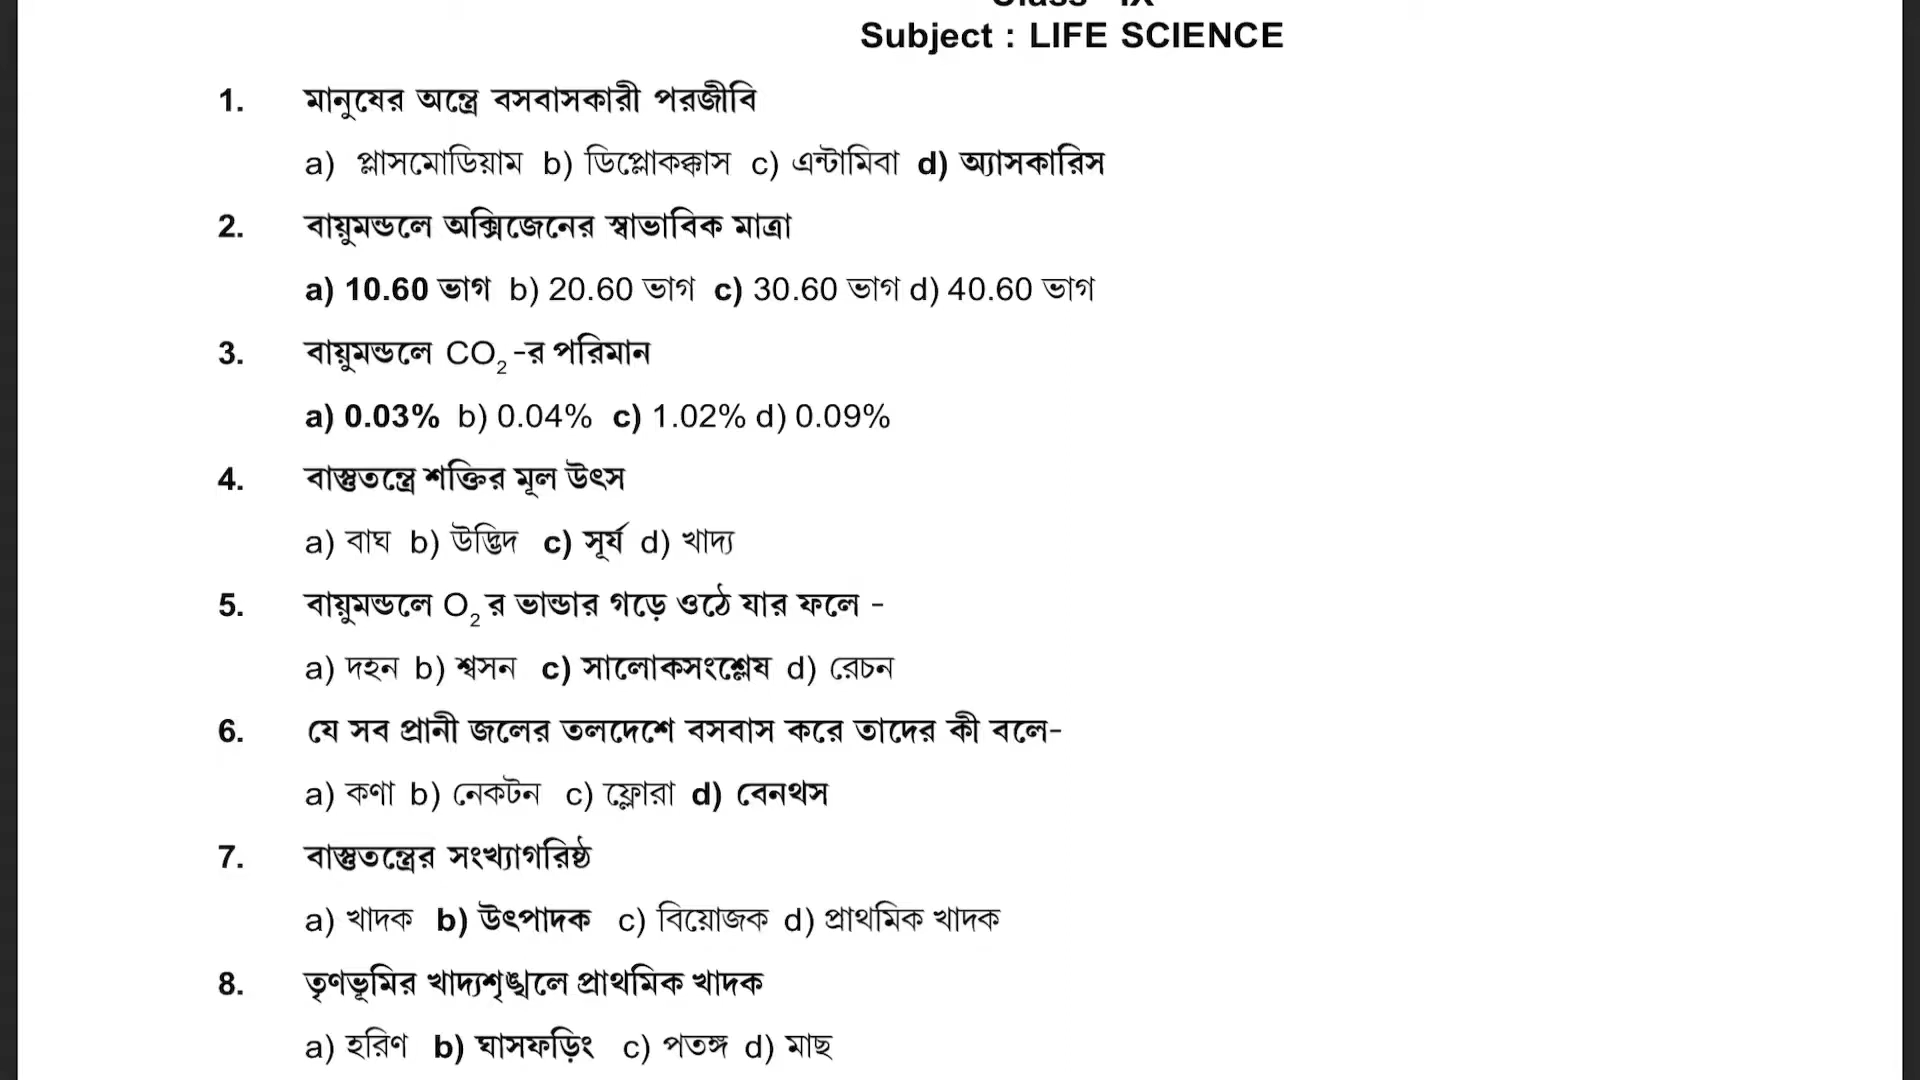 Class - IX
Subject : LIFE SCIENCE
1. মানুষের অন্ত্রে বসবাসকারী পরজীবি
a) প্লাসমোডিয়াম b) ডিপ্লোকক্কাস c) এন্টামিবা d) অ্যাসকারিস
2. বায়ুমন্ডলে অক্সিজেনের স্বাভাবিক মাত্রা
a) 10.60 ভাগ b) 20.60 ভাগ c) 30.60 ভাগ d) 40.60 ভাগ
3. বায়ুমন্ডলে CO₂-র পরিমান
a) 0.03% b) 0.04% c) 1.02% d) 0.09%
4. বাস্তুতন্ত্রে শক্তির মূল উৎস
a) বাঘ b) উদ্ভিদ c) সূর্য d) খাদ্য
5. বায়ুমন্ডলে O₂র ভান্ডার গড়ে ওঠে যার ফলে -
a) দহন b) শ্বসন c) সালোকসংশ্লেষ d) রেচন
6. যে সব প্রানী জলের তলদেশে বসবাস করে তাদের কী বলে-
a) কণা b) নেকটন c) ফ্লোরা d) বেনথস
7. বাস্তুতন্ত্রের সংখ্যাগরিষ্ঠ
a) খাদক b) উৎপাদক c) বিয়োজক d) প্রাথমিক খাদক
8. তৃণভূমির খাদ্যশৃঙ্খলে প্রাথমিক খাদক
a) হরিণ b) ঘাসফড়িং c) পতঙ্গ d) মাছ